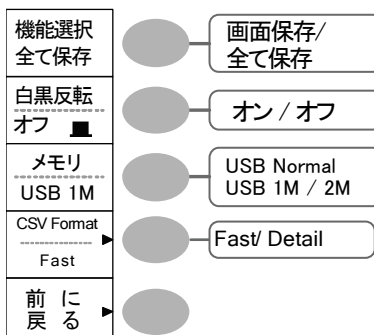 機能選択
全て保存
画面保存/
全て保存
白黒反転
オフ
オン / オフ
メモリ
USB 1M
USB Normal
USB 1M / 2M
CSV Format
Fast
Fast/ Detail
前 に
戻 る